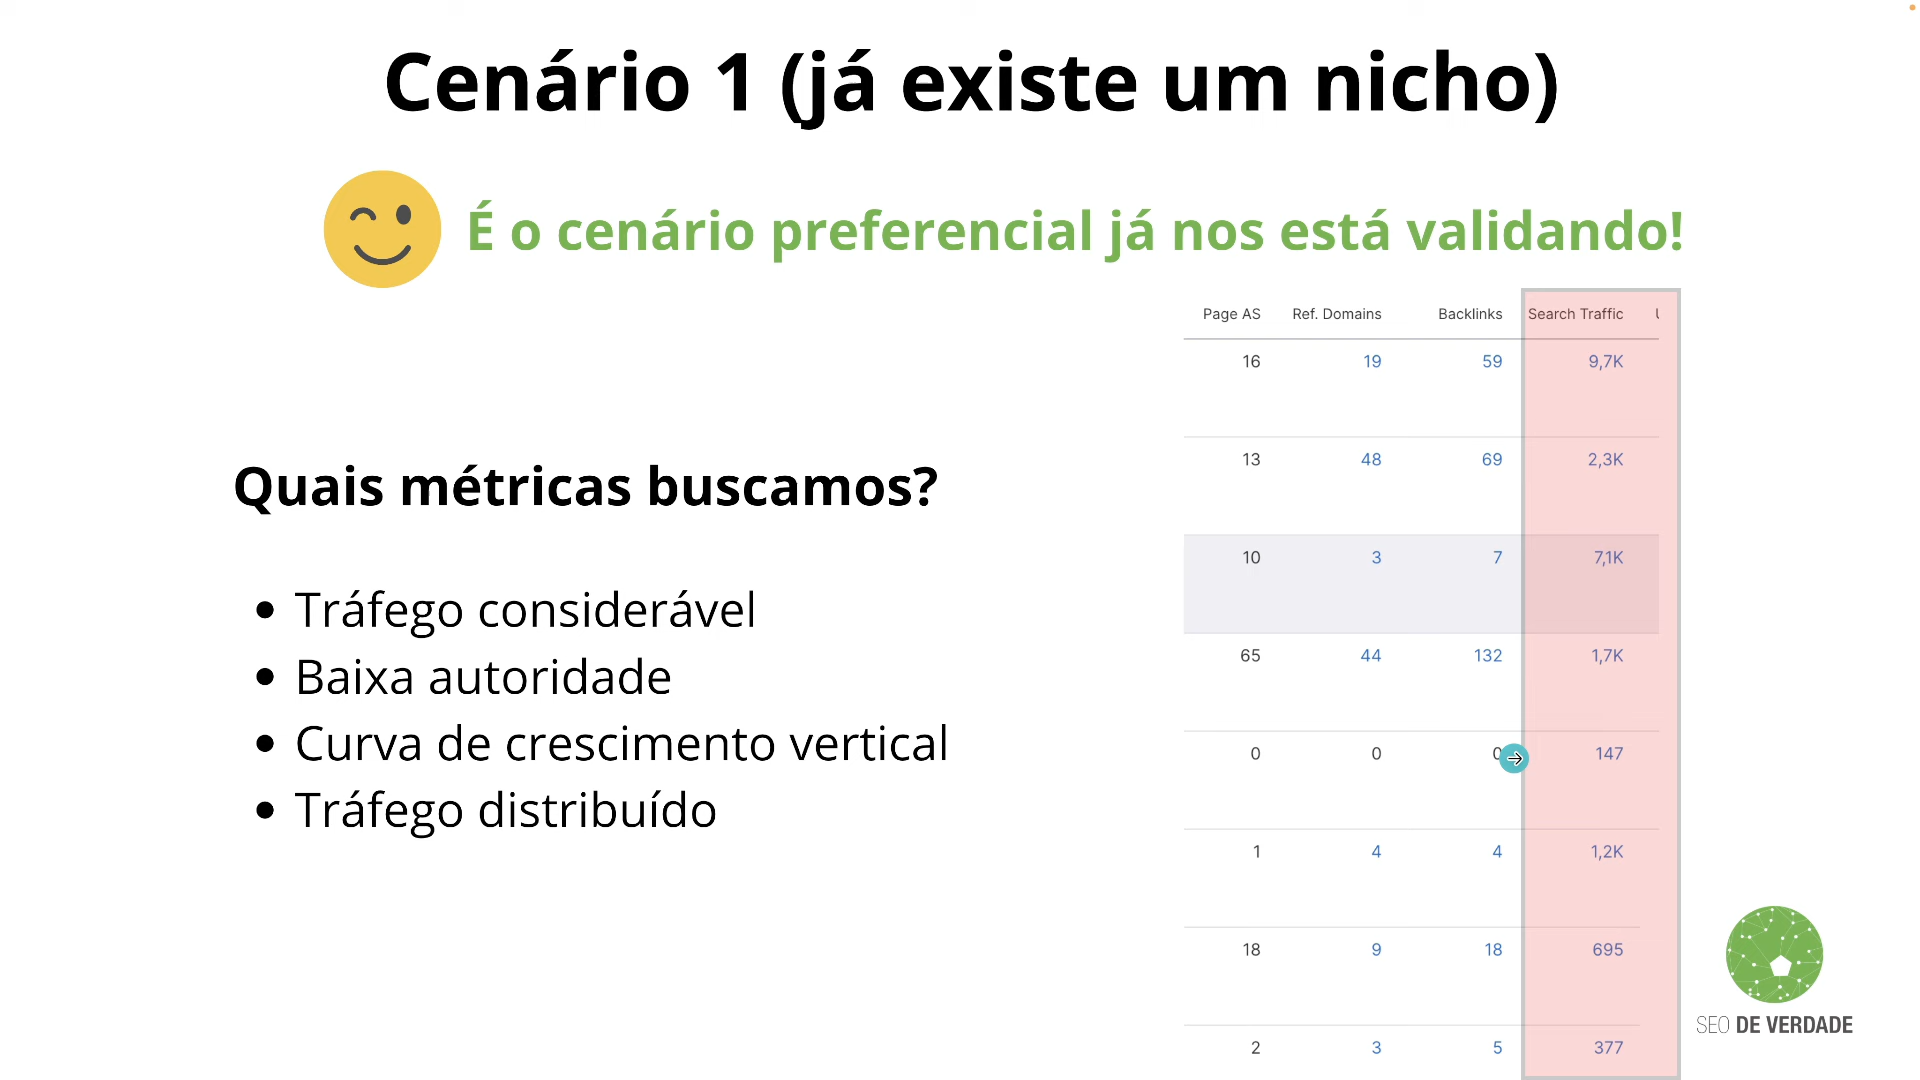 Cenário 1 (já existe um nicho)
É o cenário preferencial já nos está validando!
Quais métricas buscamos?
• Tráfego considerável
• Baixa autoridade
• Curva de crescimento vertical
• Tráfego distribuído
Page AS Ref. Domains Backlinks Search Traffic
16 19 59 9,7K
13 48 69 2,3K
10 3 7 7,1K
65 44 132 1,7K
0 0 0 147
1 4 4 1,2K
18 9 18 695
2 3 5 377
SEO DE VERDADE